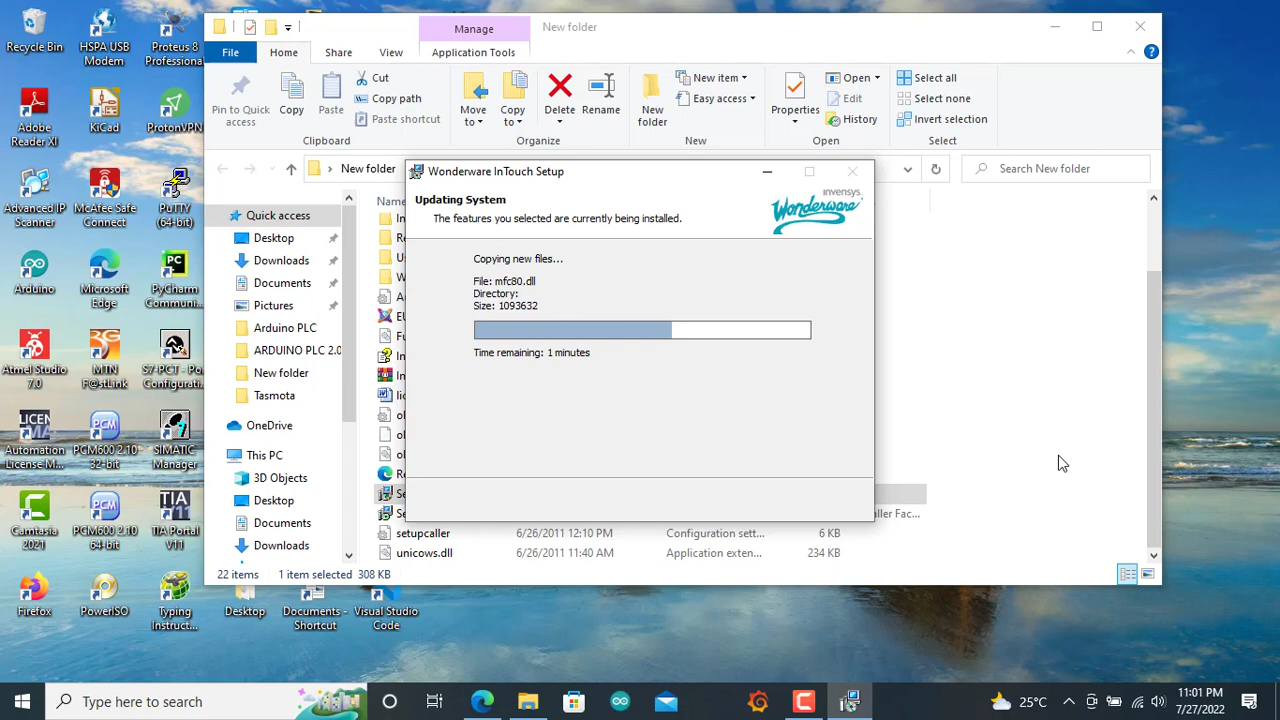 Manage
New folder
File
Home
Share
View
Application Tools
Pin to Quick
access
Copy
Paste
Cut
Copy path
Paste shortcut
Clipboard
Move
to
Copy
to
Delete
Rename
Organize
New
folder
New item
Easy access
New
Properties
Open
Edit
History
Open
Select all
Select none
Invert selection
Select
New folder
Search New folder
Quick access
Desktop
Downloads
Documents
Pictures
Arduino PLC
ARDUINO PLC 2.0
New folder
Tasmota
OneDrive
This PC
3D Objects
Desktop
Documents
Downloads
Wonderware InTouch Setup
Updating System
The features you selected are currently being installed.
invensys
Wonderware
Copying new files...
File: mfc80.dll
Directory:
Size: 1093632
Time remaining: 1 minutes
setupcaller 6/26/2011 12:10 PM Configuration sett... 6 KB
unicows.dll 6/26/2011 11:40 AM Application exten... 234 KB
22 items 1 item selected 308 KB
Recycle Bin
HSPA USB
Modem
Proteus 8
Professional
Adobe
Reader XI
KiCad
ProtonVPN
Advanced IP
Scanner
McAfee Safe
Connect
PuTTY
(64-bit)
Arduino
Microsoft
Edge
PyCharm
Communi...
Atmel Studio
7.0
MTN
F@stLink
S7-PCT - Po...
Configurati...
Automation
License M...
PCM600 2.10
32-bit
SIMATIC
Manager
Camtasia
2021
PCM600 2.10
64-bit
TIA Portal
V11
Firefox
PowerISO
Typing
Instruct...
Desktop
Documents -
Shortcut
Visual Studio
Code
Type here to search
25°C
11:01 PM
7/27/2022